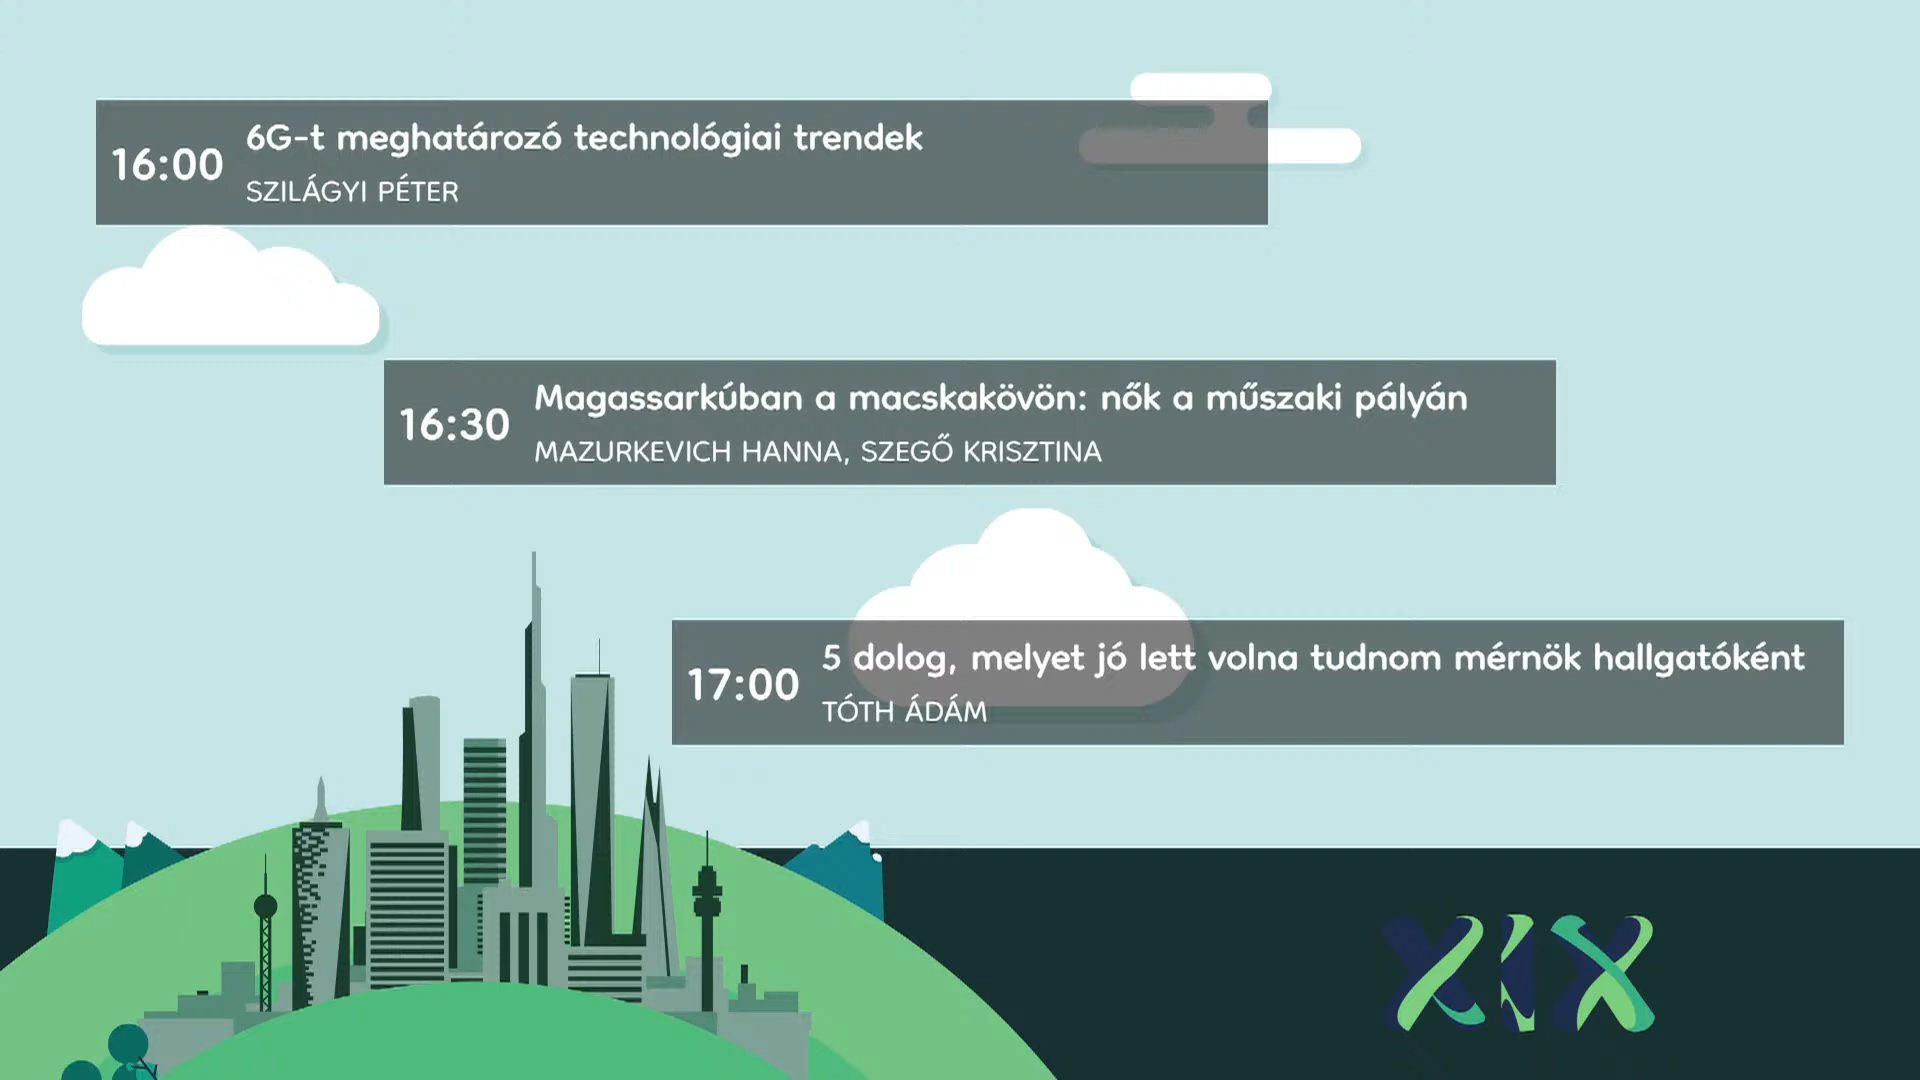 16:00
6G-t meghatározó technológiai trendek
SZILÁGYI PÉTER
16:30
Magassarkúban a macskakövön: nők a műszaki pályán
MAZURKEVICH HANNA, SZEGŐ KRISZTINA
17:00
5 dolog, melyet jó lett volna tudnom mérnök hallgatóként
TÓTH ÁDÁM
XIX